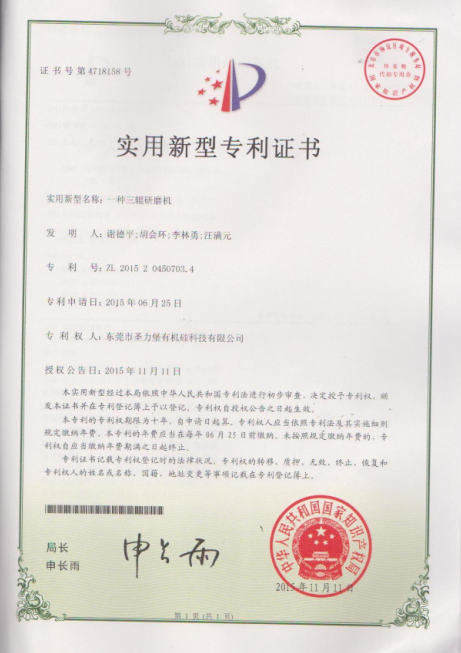 证书号第4718158号
实用新型专利证书
实用新型名称：一种三辊研磨机
发 明 人：谢德平;胡会环;李林勇;汪满元
专 利 号：ZL 2015 2 0450703.4
专利申请日：2015年06月25日
专 利 权 人：东莞市圣力堡有机硅科技有限公司
授权公告日：2015年11月11日
本实用新型经过本局依照中华人民共和国专利法进行初步审查，决定授予专利权，颁
发本证书并在专利登记簿上予以登记。专利权自授权公告之日起生效。
本专利的专利权期限为十年，自申请日起算。专利权人应当依照专利法及其实施细则
规定缴纳年费。本专利的年费应当在每年06月25日前缴纳。未按照规定缴纳年费的，专利
权自应当缴纳年费期满之日起终止。
专利证书记载专利权登记时的法律状况。专利权的转移、质押、无效、终止、恢复和
专利权人的姓名或名称、国籍、地址变更等事项记载在专利登记簿上。
局长
申长雨
申长雨
中华人民共和国国家知识产权局
2015年11月11日
第1页(共1页)